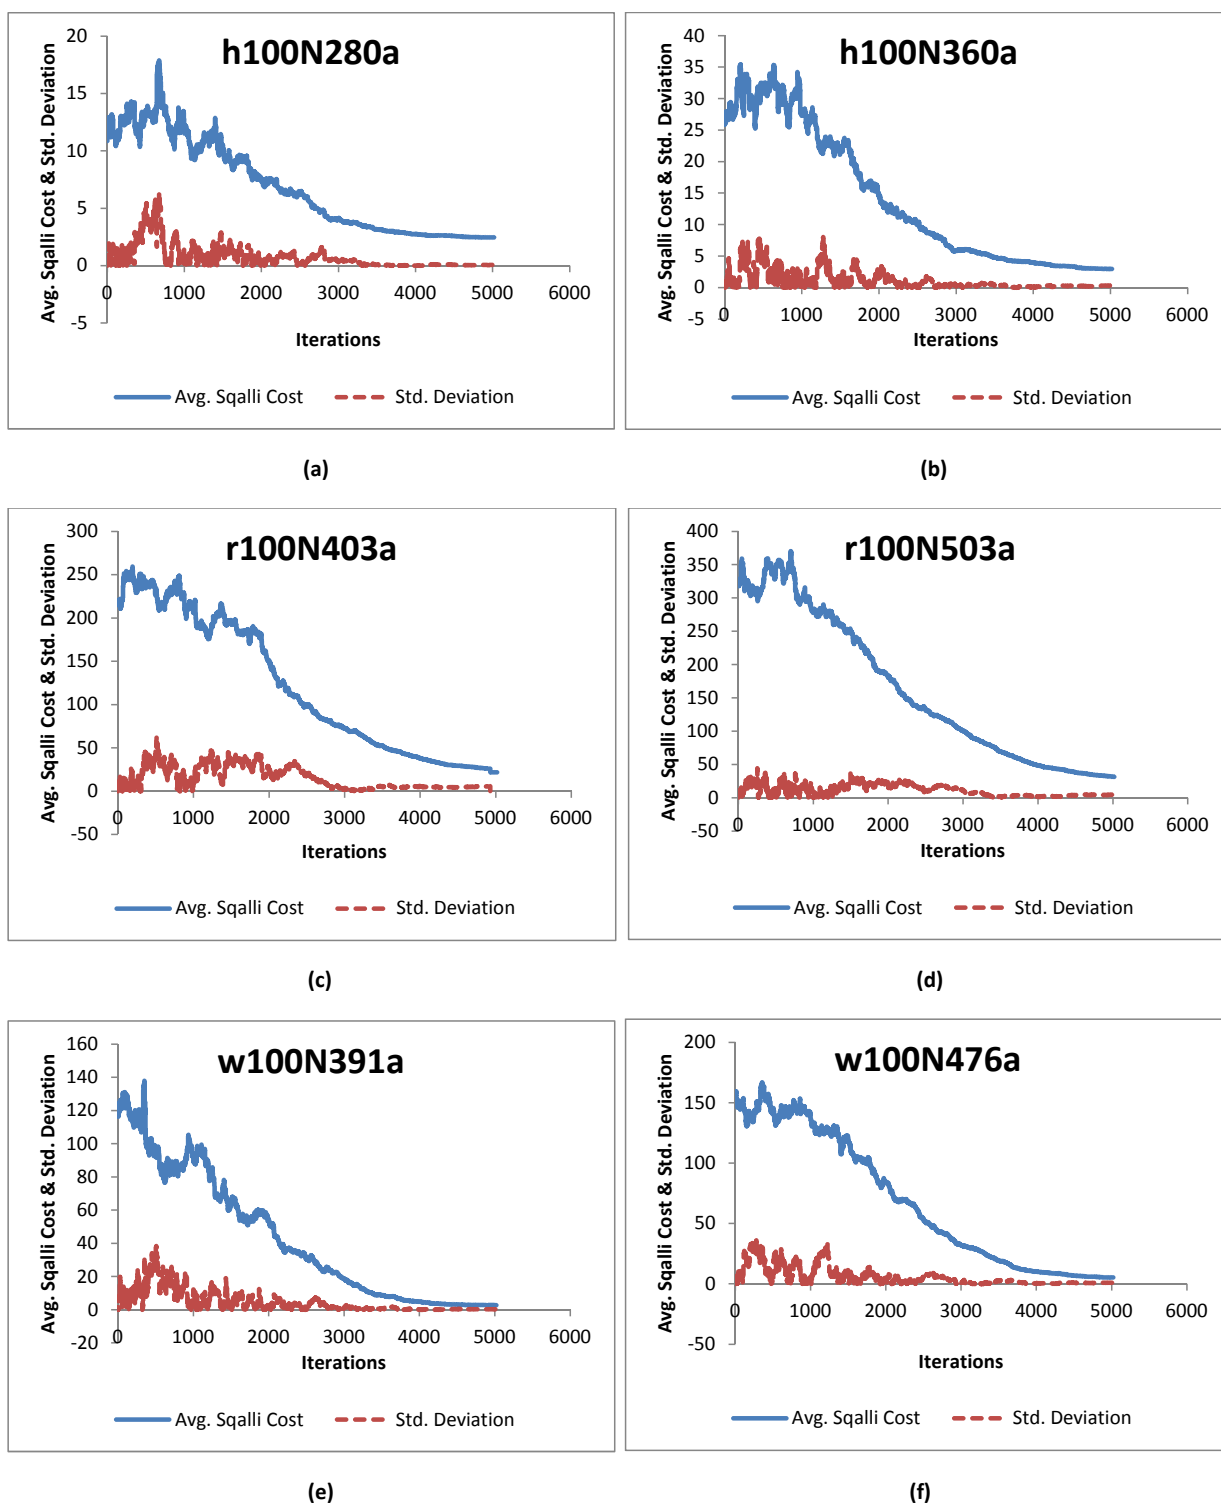 h100N280a
Avg. Sqalli Cost & Std. Deviation
20
15
10
5
0
-5
0 1000 2000 3000 4000 5000 6000
Iterations
Avg. Sqalli Cost Std. Deviation
(a)
h100N360a
Avg. Sqalli Cost & Std. Deviation
40
35
30
25
20
15
10
5
0
-5
0 1000 2000 3000 4000 5000 6000
Iterations
Avg. Sqalli Cost Std. Deviation
(b)
r100N403a
Avg. Sqalli Cost & Std. Deviation
300
250
200
150
100
50
0
-50
0 1000 2000 3000 4000 5000 6000
Iterations
Avg. Sqalli Cost Std. Deviation
(c)
r100N503a
Avg. Sqalli Cost & Std. Deviation
400
350
300
250
200
150
100
50
0
-50
0 1000 2000 3000 4000 5000 6000
Iterations
Avg. Sqalli Cost Std. Deviation
(d)
w100N391a
Avg. Sqalli Cost & Std. Deviation
160
140
120
100
80
60
40
20
0
-20
0 1000 2000 3000 4000 5000 6000
Iterations
Avg. Sqalli Cost Std. Deviation
(e)
w100N476a
Avg. Sqalli Cost & Std. Deviation
200
150
100
50
0
-50
0 1000 2000 3000 4000 5000 6000
Iterations
Avg. Sqalli Cost Std. Deviation
(f)